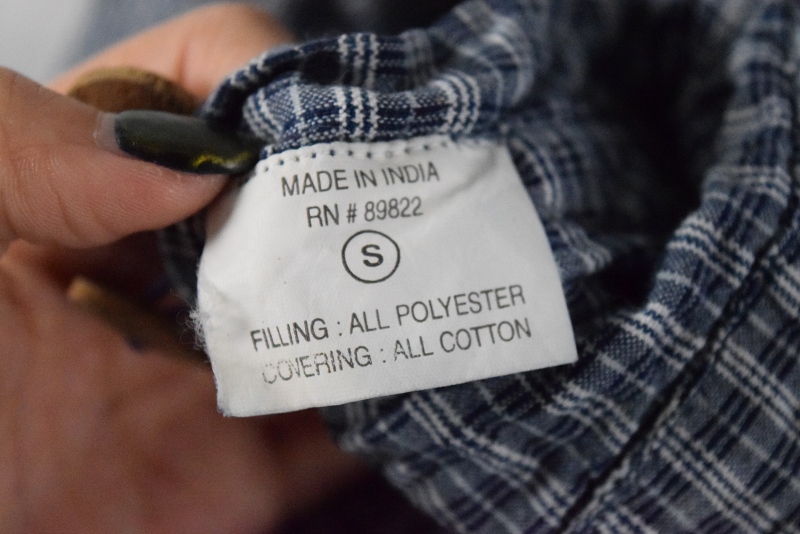 MADE IN INDIA
RN # 89822
S
FILLING : ALL POLYESTER
COVERING : ALL COTTON